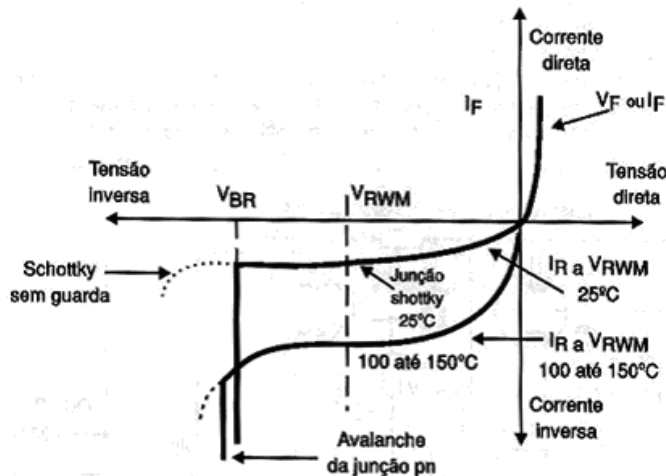 Corrente
direta
IF
VF ou IF
Tensão
inversa
VBR
VRWM
Tensão
direta
Schottky
sem guarda
Junção
shottky
25ºC
IR a VRWM
25ºC
100 até 150ºC
IR a VRWM
100 até 150ºC
Corrente
inversa
Avalanche
da junção pn